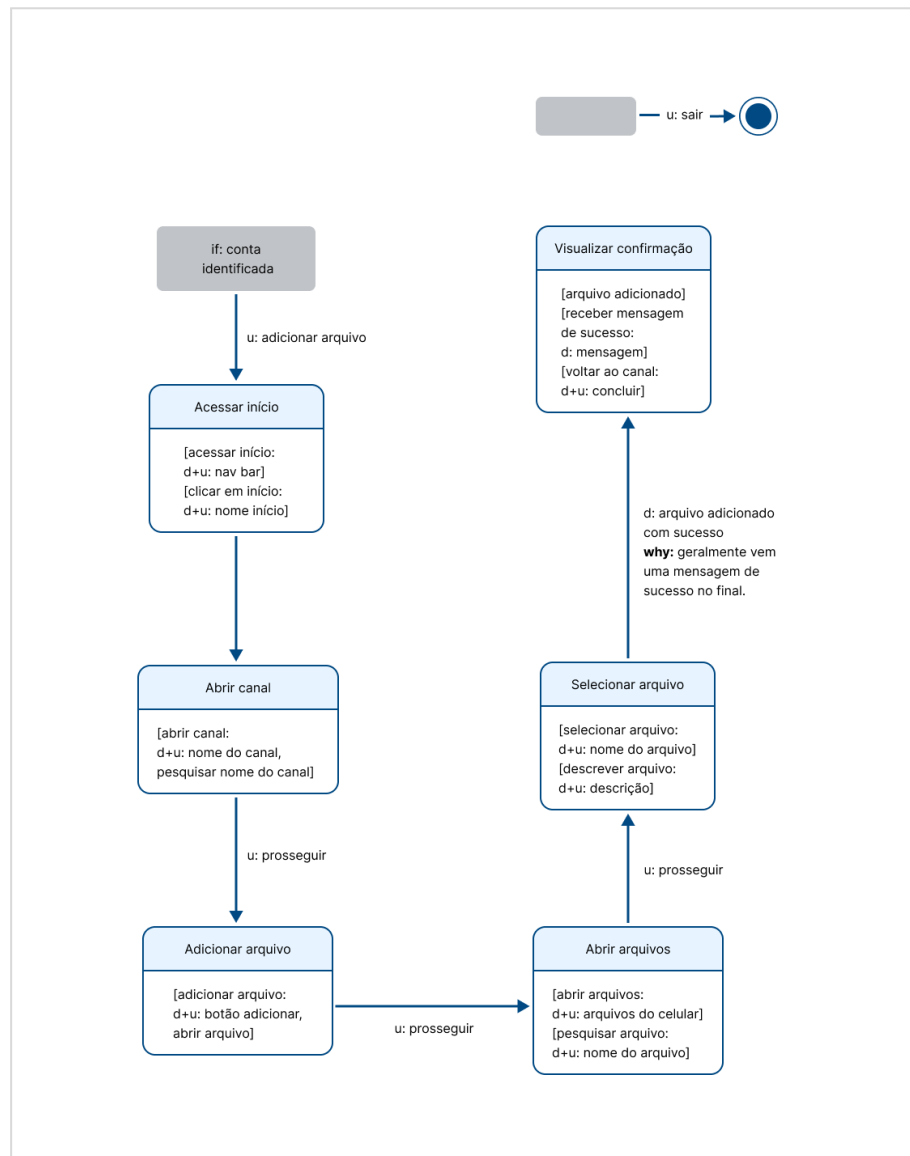 u: sair
if: conta
identificada
u: adicionar arquivo
Acessar início
[acessar início:
d+u: nav bar]
[clicar em início:
d+u: nome início]
Abrir canal
[abrir canal:
d+u: nome do canal,
pesquisar nome do canal]
u: prosseguir
Adicionar arquivo
[adicionar arquivo:
d+u: botão adicionar,
abrir arquivo]
u: prosseguir
Abrir arquivos
[abrir arquivos:
d+u: arquivos do celular]
[pesquisar arquivo:
d+u: nome do arquivo]
u: prosseguir
Selecionar arquivo
[selecionar arquivo:
d+u: nome do arquivo]
[descrever arquivo:
d+u: descrição]
d: arquivo adicionado
com sucesso
why: geralmente vem
uma mensagem de
sucesso no final.
Visualizar confirmação
[arquivo adicionado]
[receber mensagem
de sucesso:
d: mensagem]
[voltar ao canal:
d+u: concluir]